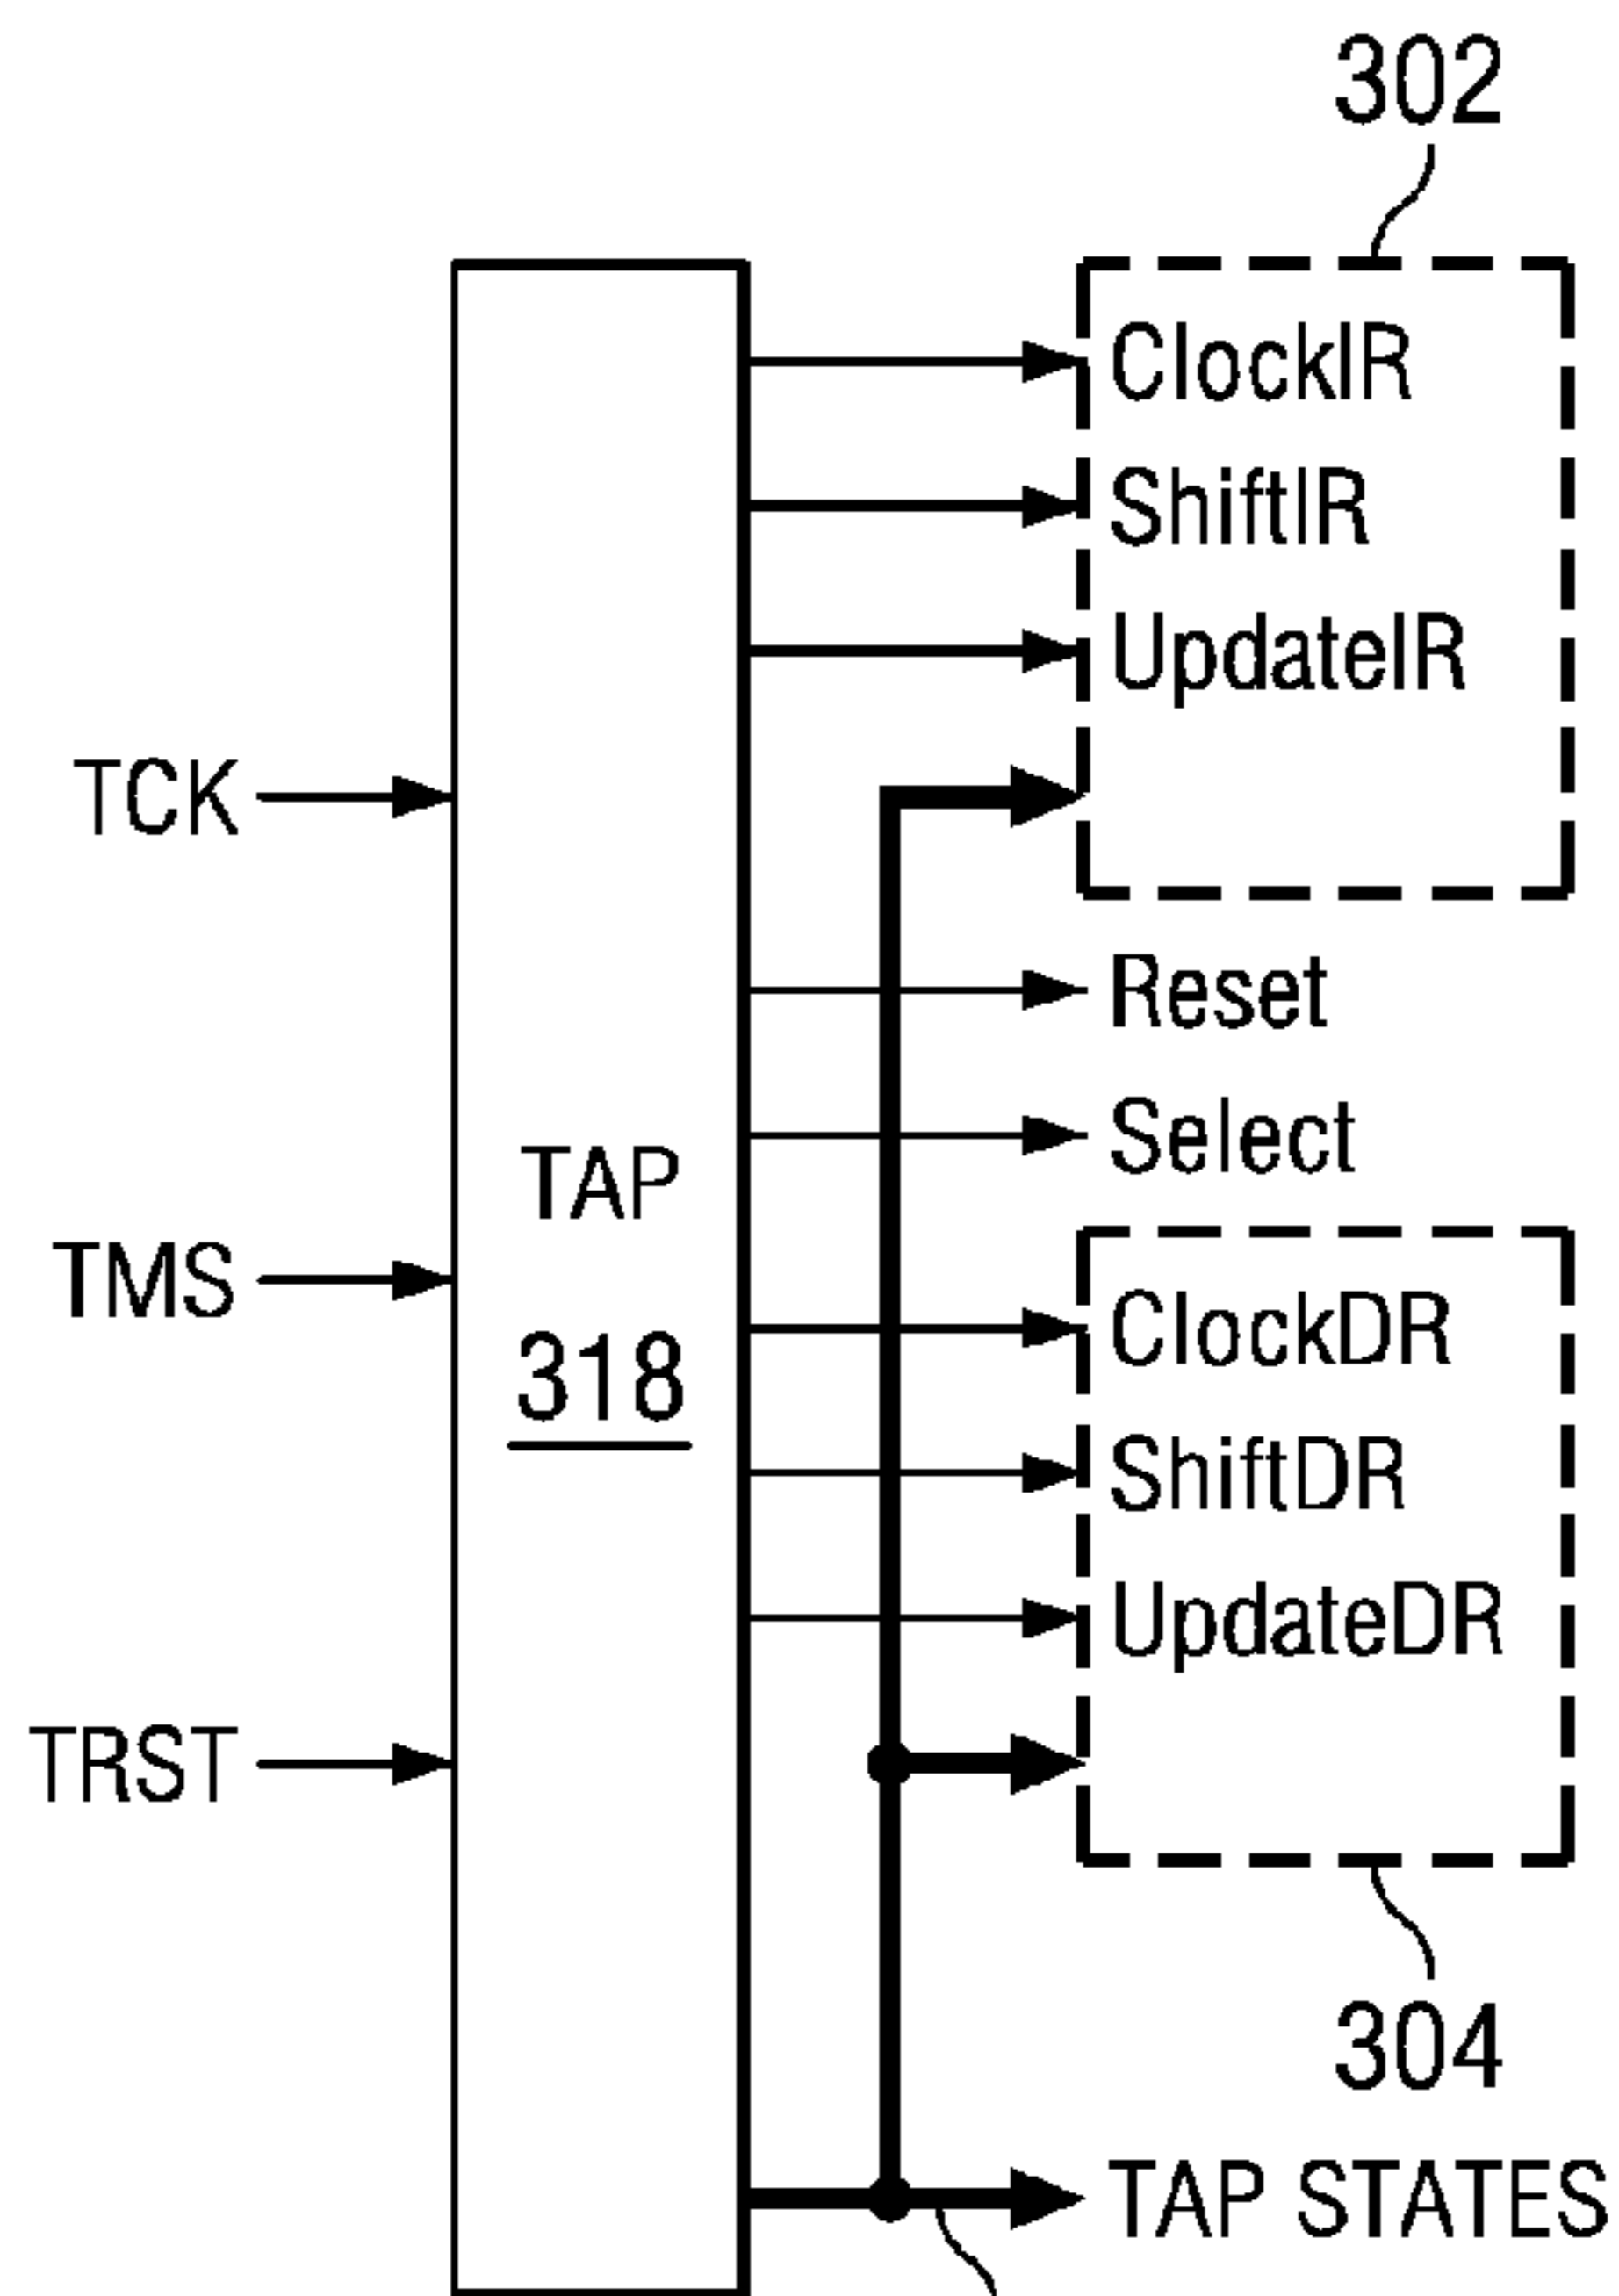 302
ClockIR
ShiftIR
UpdateIR
TCK
Reset
Select
TAP
TMS
318
ClockDR
ShiftDR
UpdateDR
TRST
304
TAP STATES